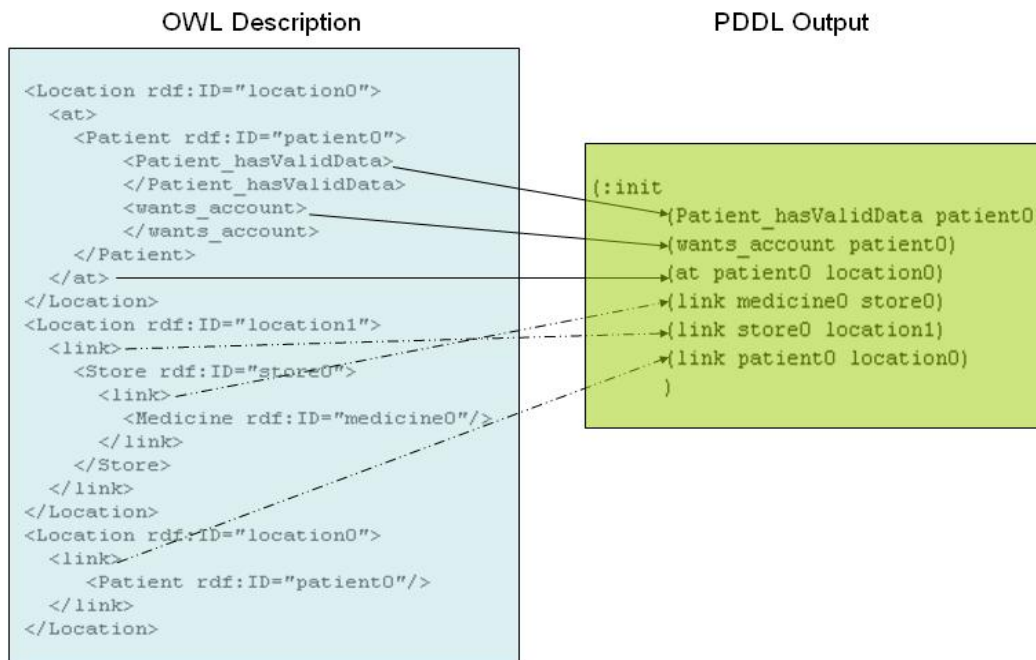 OWL Description
<Location rdf:ID="location0">
<at>
<Patient rdf:ID="patient0">
<Patient_hasValidData>
</Patient_hasValidData>
<wants_account>
</wants_account>
</Patient>
</at>
</Location>
<Location rdf:ID="location1">
<link>
<Store rdf:ID="store0">
<link>
<Medicine rdf:ID="medicine0"/>
</link>
</Store>
</link>
</Location>
<Location rdf:ID="location0">
<link>
<Patient rdf:ID="patient0"/>
</link>
</Location>
PDDL Output
(:init
(Patient_hasValidData patient0
(wants_account patient0)
(at patient0 location0)
(link medicine0 store0)
(link store0 location1)
(link patient0 location0)
)